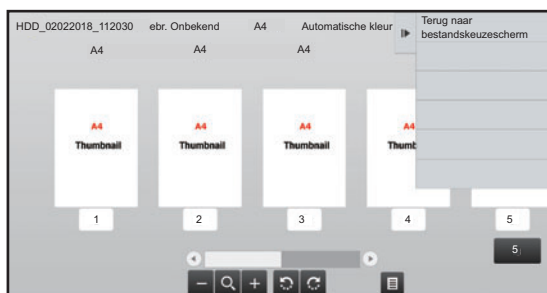 HDD_02022018_112030 ebr. Onbekend A4 Automatische kleur
Terug naar
bestandskeuzescherm
A4 A4 A4
A4 A4 A4 A4
Thumbnail Thumbnail Thumbnail Thumb
1 2 3 4 5
5